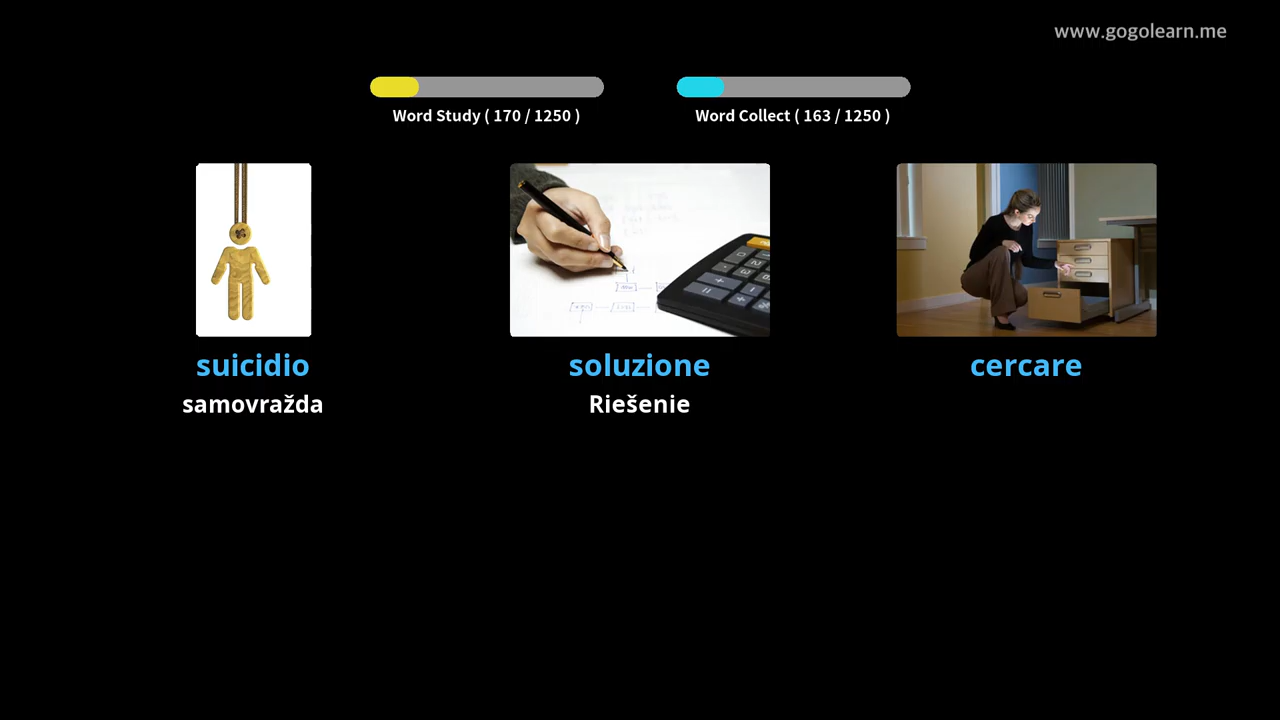 www.gogolearn.me
Word Study ( 170 / 1250 )
Word Collect ( 163 / 1250 )
suicidio
soluzione
cercare
samovražda
Riešenie